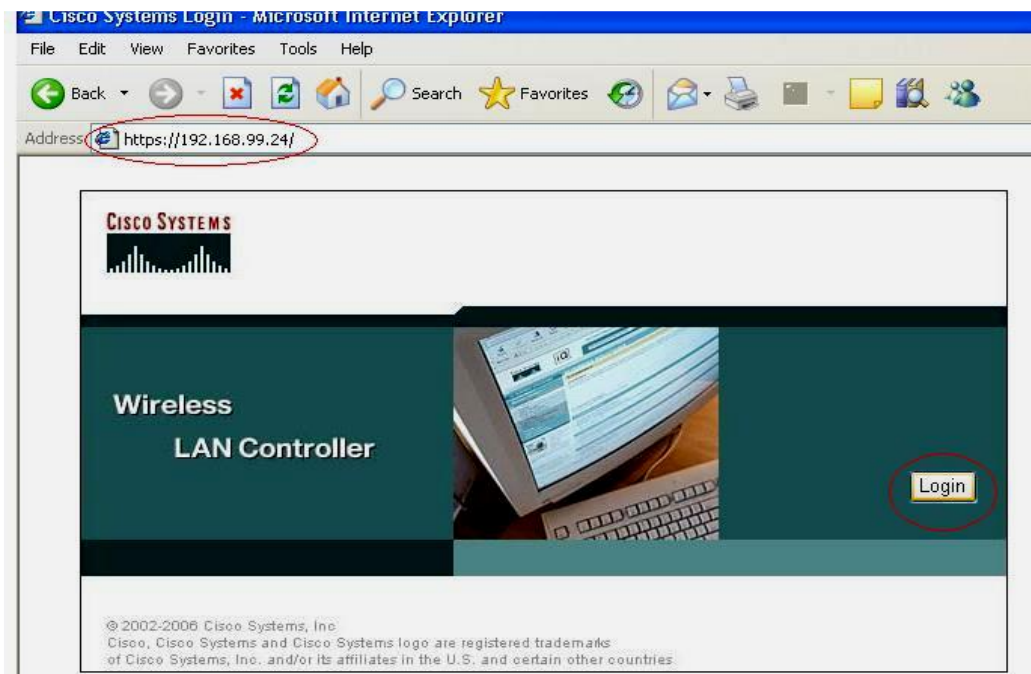 Cisco Systems Login - Microsoft Internet Explorer
File Edit View Favorites Tools Help
Back Search Favorites
Address https://192.168.99.24/
CISCO SYSTEMS
iQ
Wireless
LAN Controller
Login
© 2002-2006 Cisco Systems, Inc
Cisco, Cisco Systems and Cisco Systems logo are registered trademarks
of Cisco Systems, Inc. and/or its affiliates in the U.S. and certain other countries